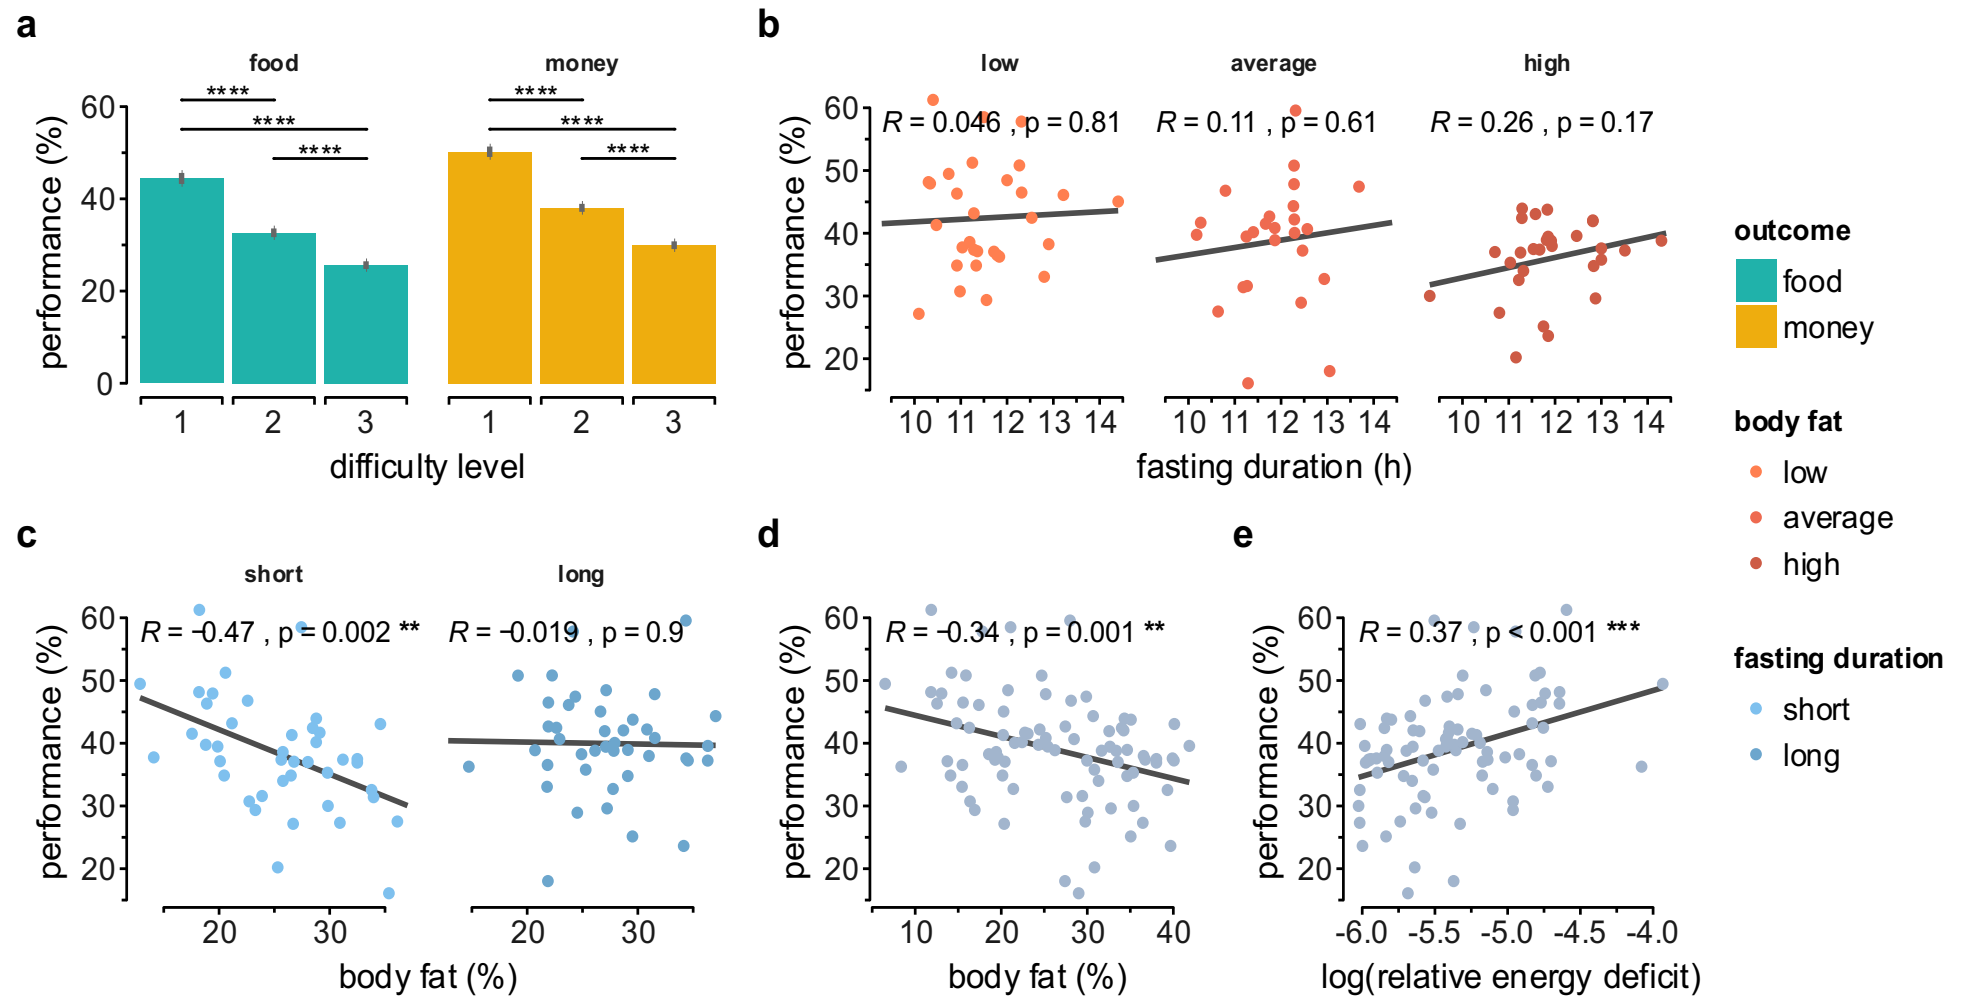 a
food
money
****
****
****
****
****
****
performance (%)
60
40
20
0
1
2
3
1
2
3
difficulty level
b
low
average
high
R = 0.046 , p = 0.81
R = 0.11 , p = 0.61
R = 0.26 , p = 0.17
performance (%)
60
50
40
30
20
10 11 12 13 14
10 11 12 13 14
10 11 12 13 14
fasting duration (h)
outcome
food
money
body fat
low
average
high
fasting duration
short
long
c
short
long
R = −0.47 , p = 0.002 **
R = −0.019 , p = 0.9
performance (%)
60
50
40
30
20
20 30
20 30
body fat (%)
d
R = −0.34 , p = 0.001 **
performance (%)
60
50
40
30
20
10 20 30 40
body fat (%)
e
R = 0.37 , p < 0.001 ***
performance (%)
60
50
40
30
20
-6.0 -5.5 -5.0 -4.5 -4.0
log(relative energy deficit)